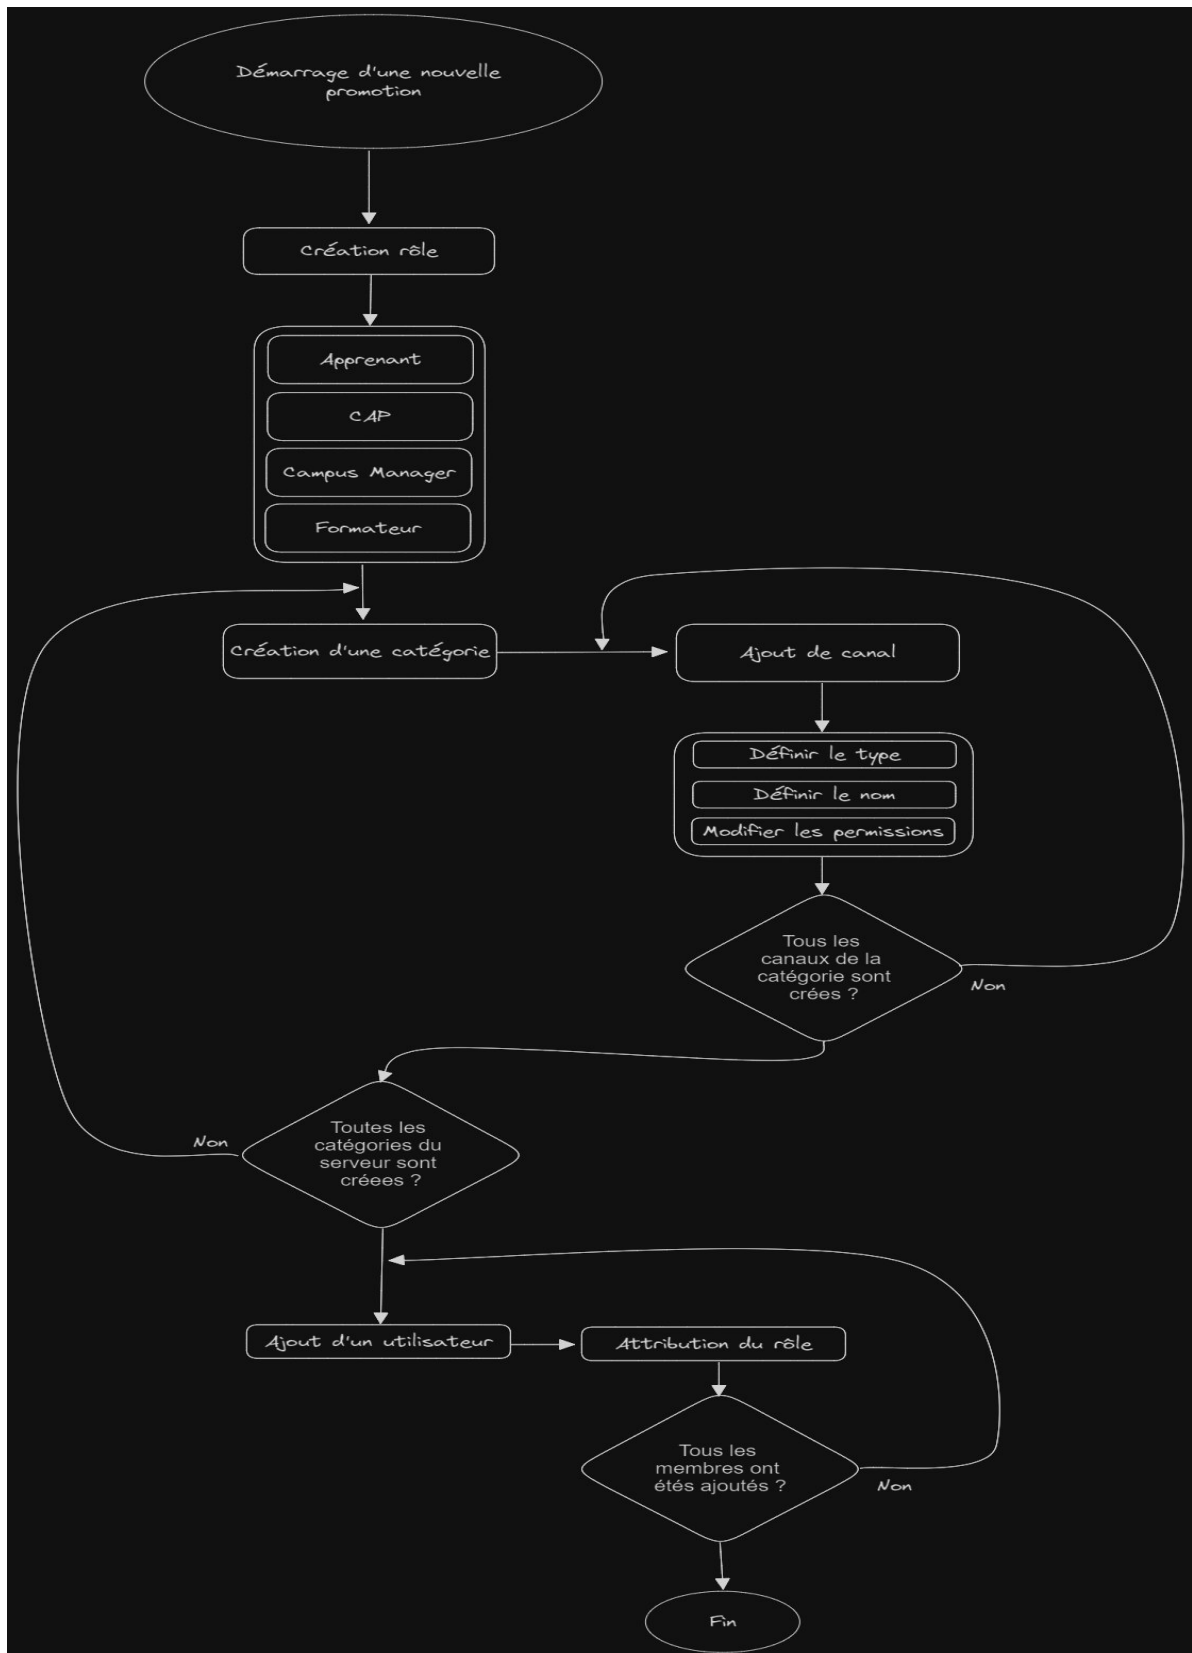 Démarrage d'une nouvelle
promotion
Création rôle
Apprenant
CAP
Campus Manager
Formateur
Création d'une catégorie
Ajout de canal
Définir le type
Définir le nom
Modifier les permissions
Tous les
canaux de la
catégorie sont
crées ?
Non
Toutes les
catégories du
serveur sont
créees ?
Non
Ajout d'un utilisateur
Attribution du rôle
Tous les
membres ont
étés ajoutés ?
Non
Fin